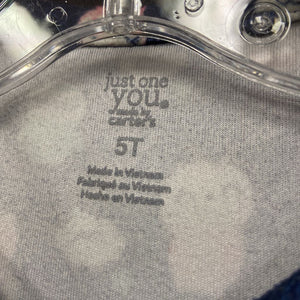 just one
you.
made by
carter's
5T
Made in Vietnam
Fabriqué au Vietnam
Hecho en Vietnam